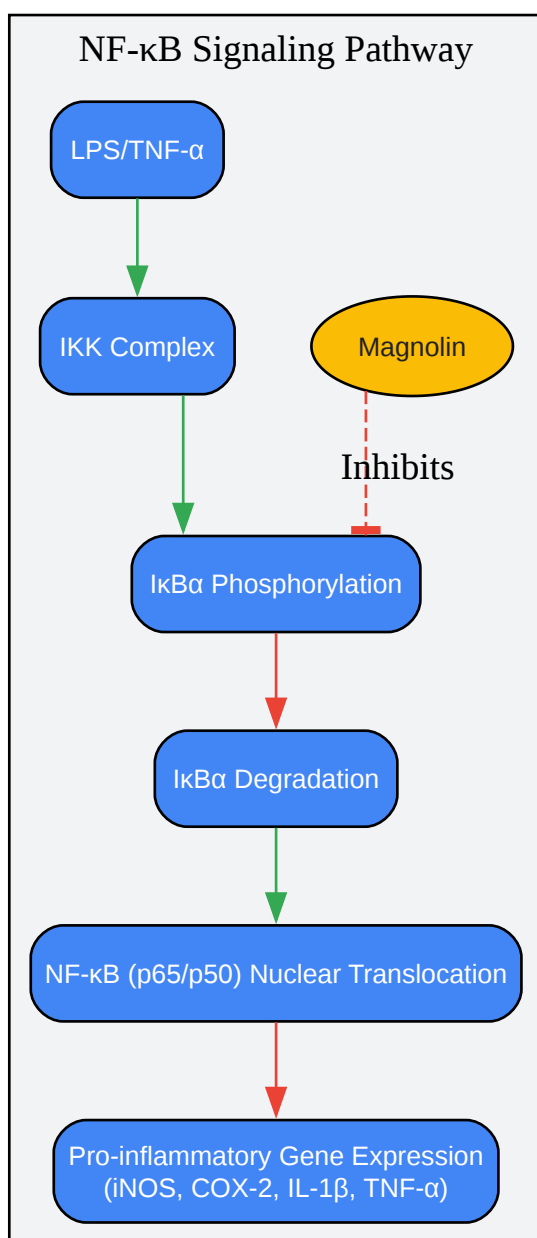 NF-κB Signaling Pathway
LPS/TNF-α
IKK Complex
Magnolin
Inhibits
IκBα Phosphorylation
IκBα Degradation
NF-κB (p65/p50) Nuclear Translocation
Pro-inflammatory Gene Expression
(iNOS, COX-2, IL-1β, TNF-α)